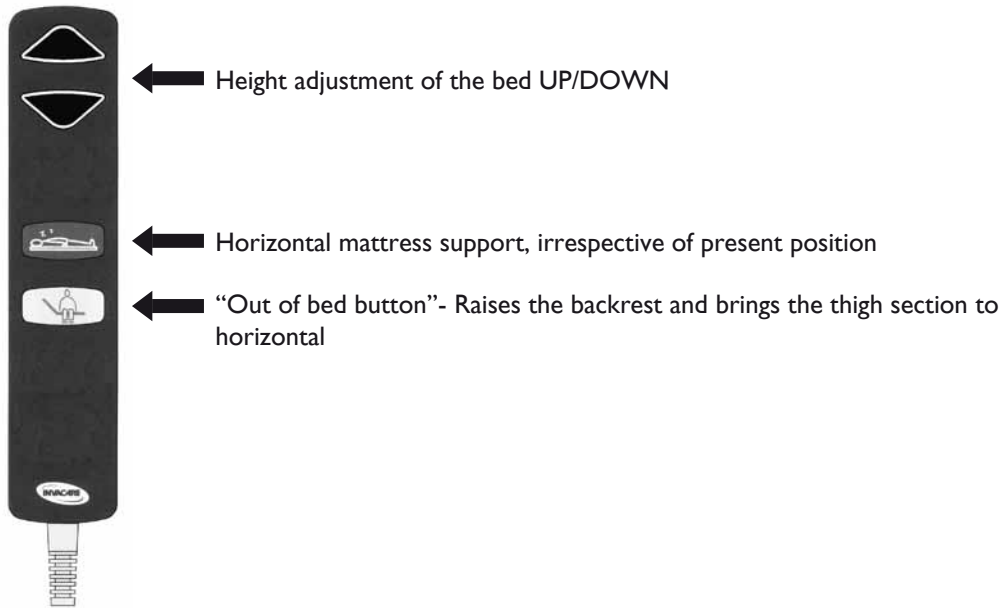 Height adjustment of the bed UP/DOWN
z z
Horizontal mattress support, irrespective of present position
“Out of bed button”- Raises the backrest and brings the thigh section to
horizontal
INVACARE